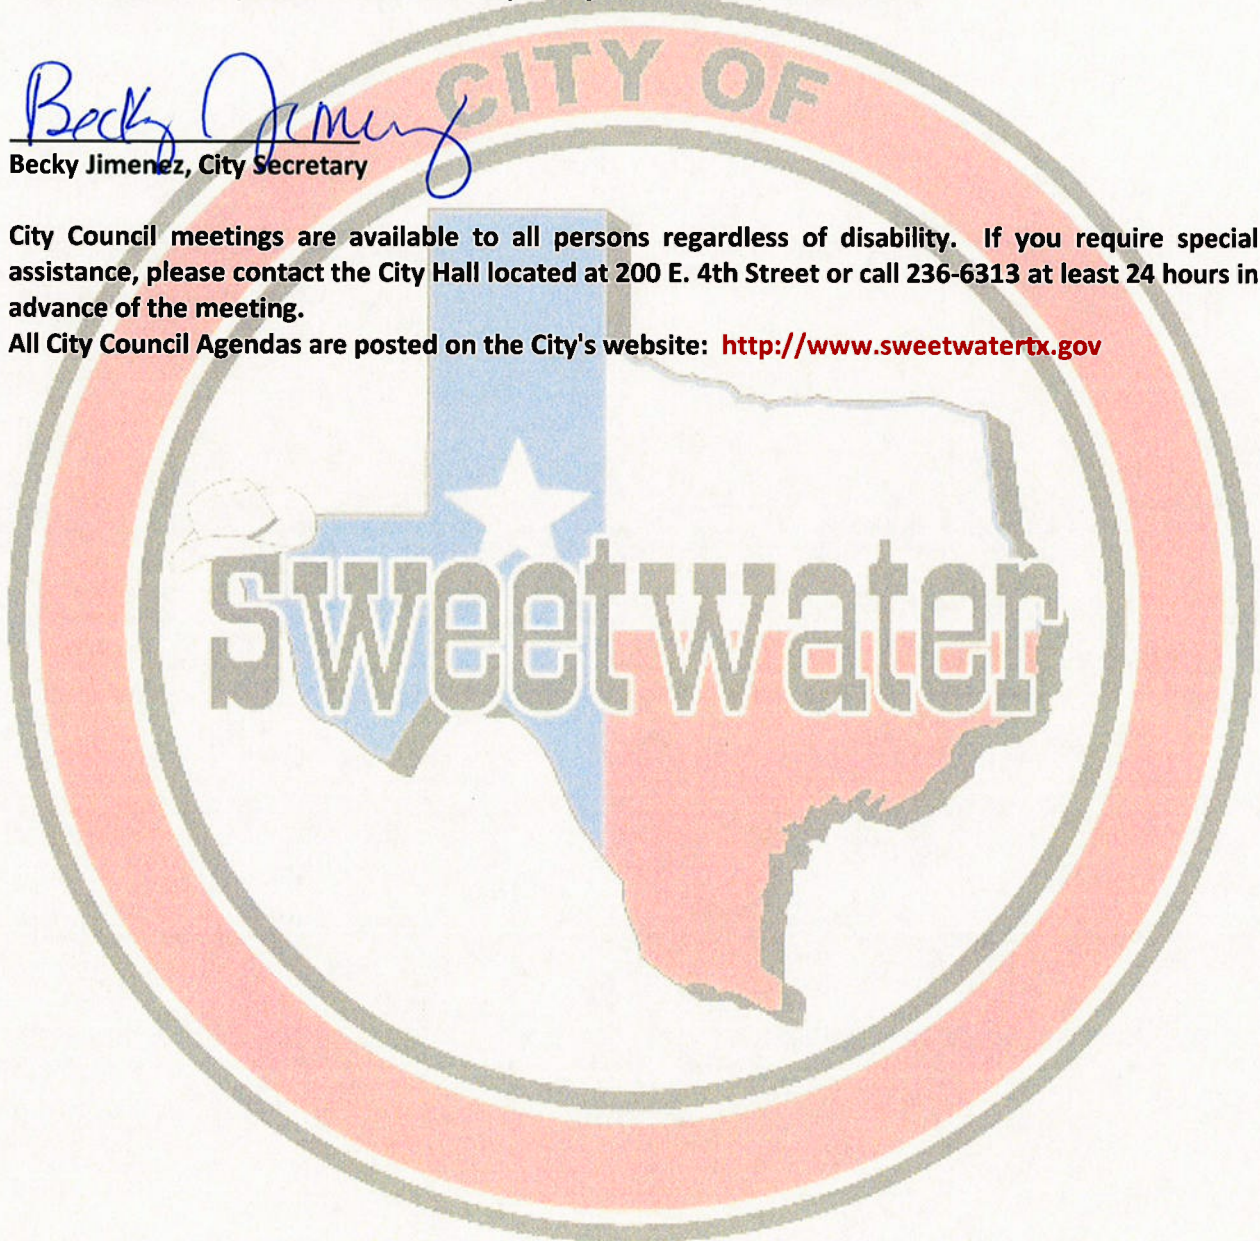 CITY OF
Becky Jimenez
Becky Jimenez, City Secretary
City Council meetings are available to all persons regardless of disability. If you require special
assistance, please contact the City Hall located at 200 E. 4th Street or call 236-6313 at least 24 hours in
advance of the meeting.
All City Council Agendas are posted on the City's website: http://www.sweetwatertx.gov
sweetwater